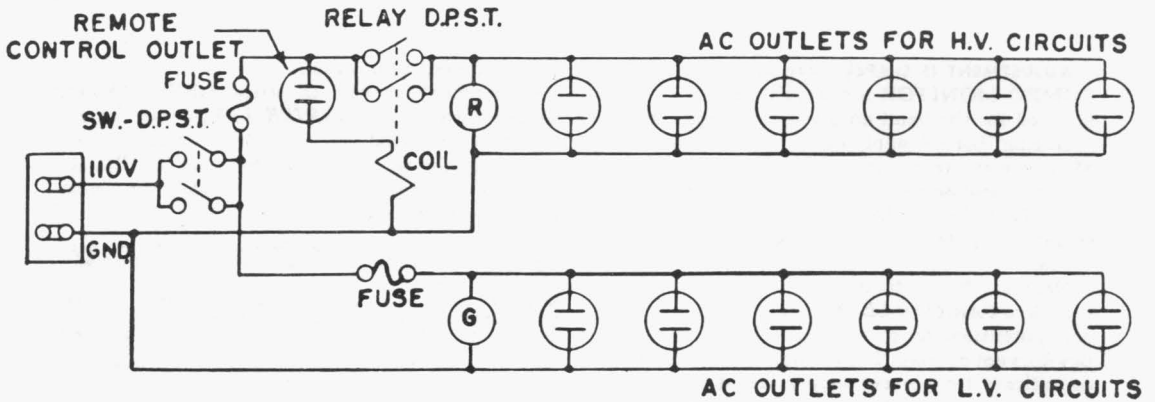 REMOTE
CONTROL OUTLET
RELAY D.P.S.T.
AC OUTLETS FOR H.V. CIRCUITS
FUSE
SW.-D.P.S.T.
R
COIL
110V
GND
FUSE
G
AC OUTLETS FOR L.V. CIRCUITS